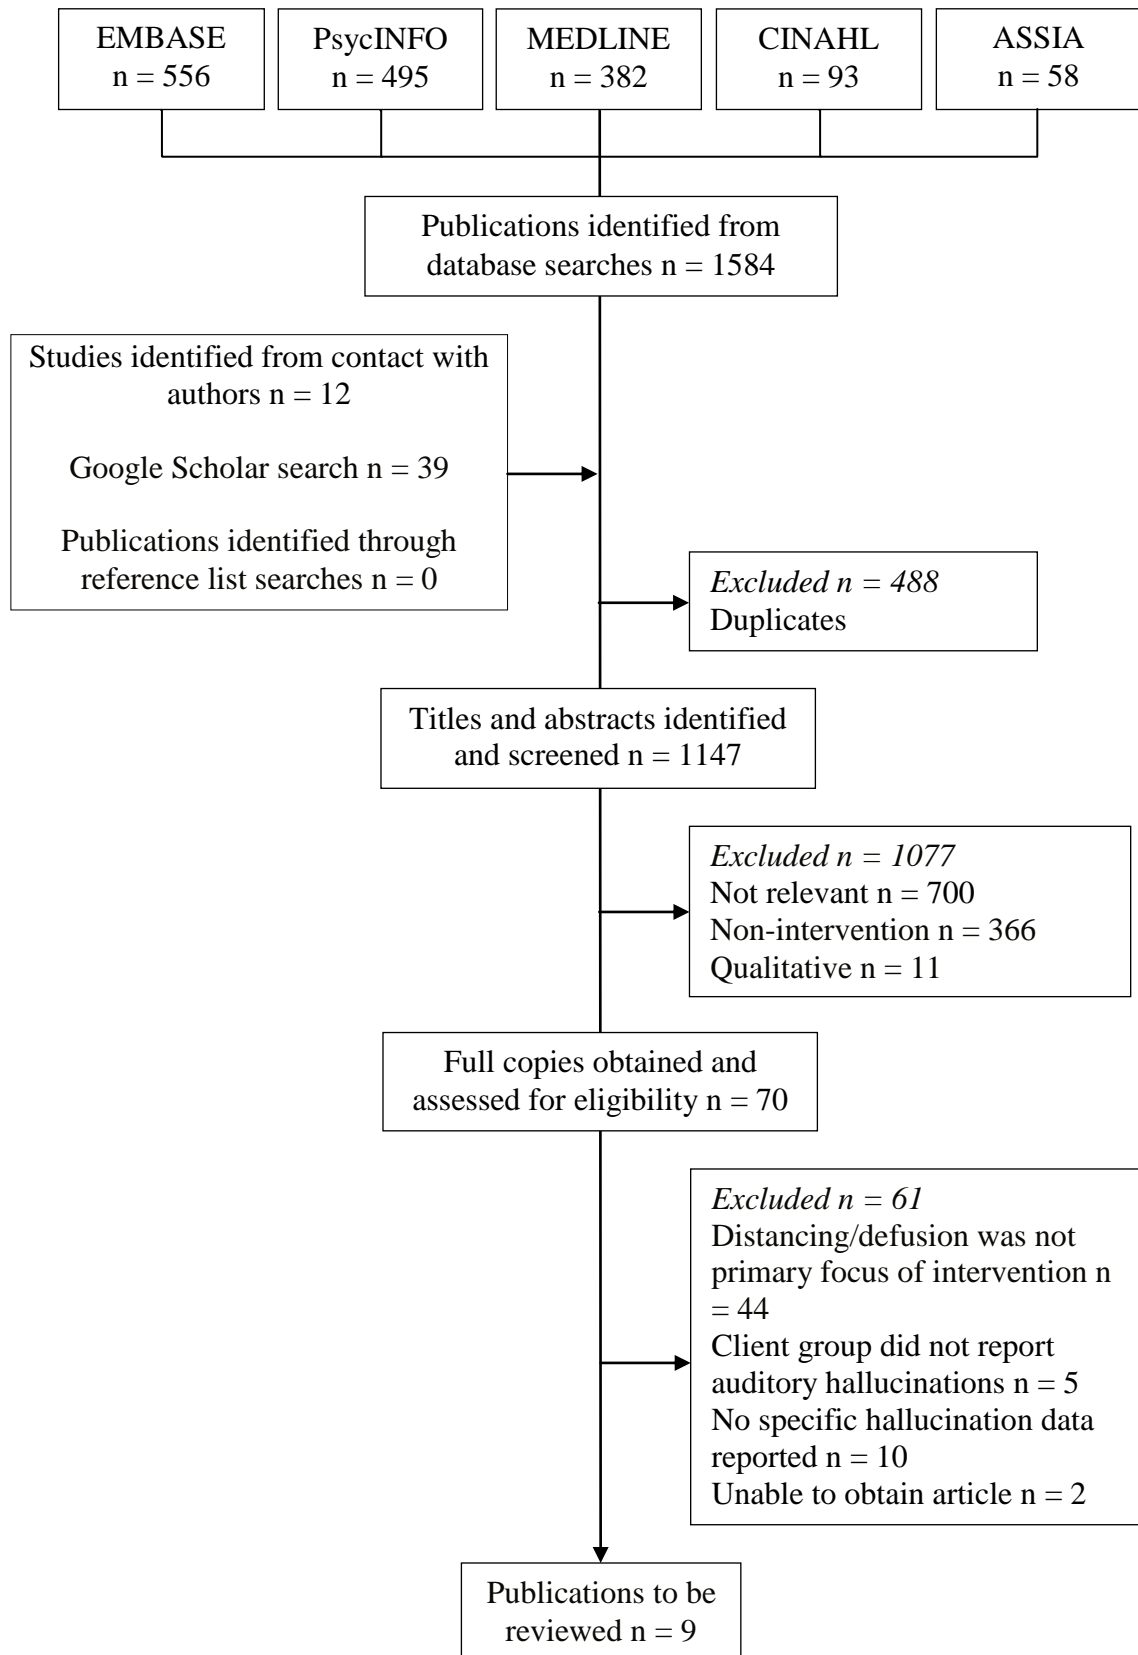 EMBASE
n = 556
PsycINFO
n = 495
MEDLINE
n = 382
CINAHL
n = 93
ASSIA
n = 58
Publications identified from
database searches n = 1584
Studies identified from contact with
authors n = 12
Google Scholar search n = 39
Publications identified through
reference list searches n = 0
Excluded n = 488
Duplicates
Titles and abstracts identified
and screened n = 1147
Excluded n = 1077
Not relevant n = 700
Non-intervention n = 366
Qualitative n = 11
Full copies obtained and
assessed for eligibility n = 70
Excluded n = 61
Distancing/defusion was not
primary focus of intervention n
= 44
Client group did not report
auditory hallucinations n = 5
No specific hallucination data
reported n = 10
Unable to obtain article n = 2
Publications to be
reviewed n = 9